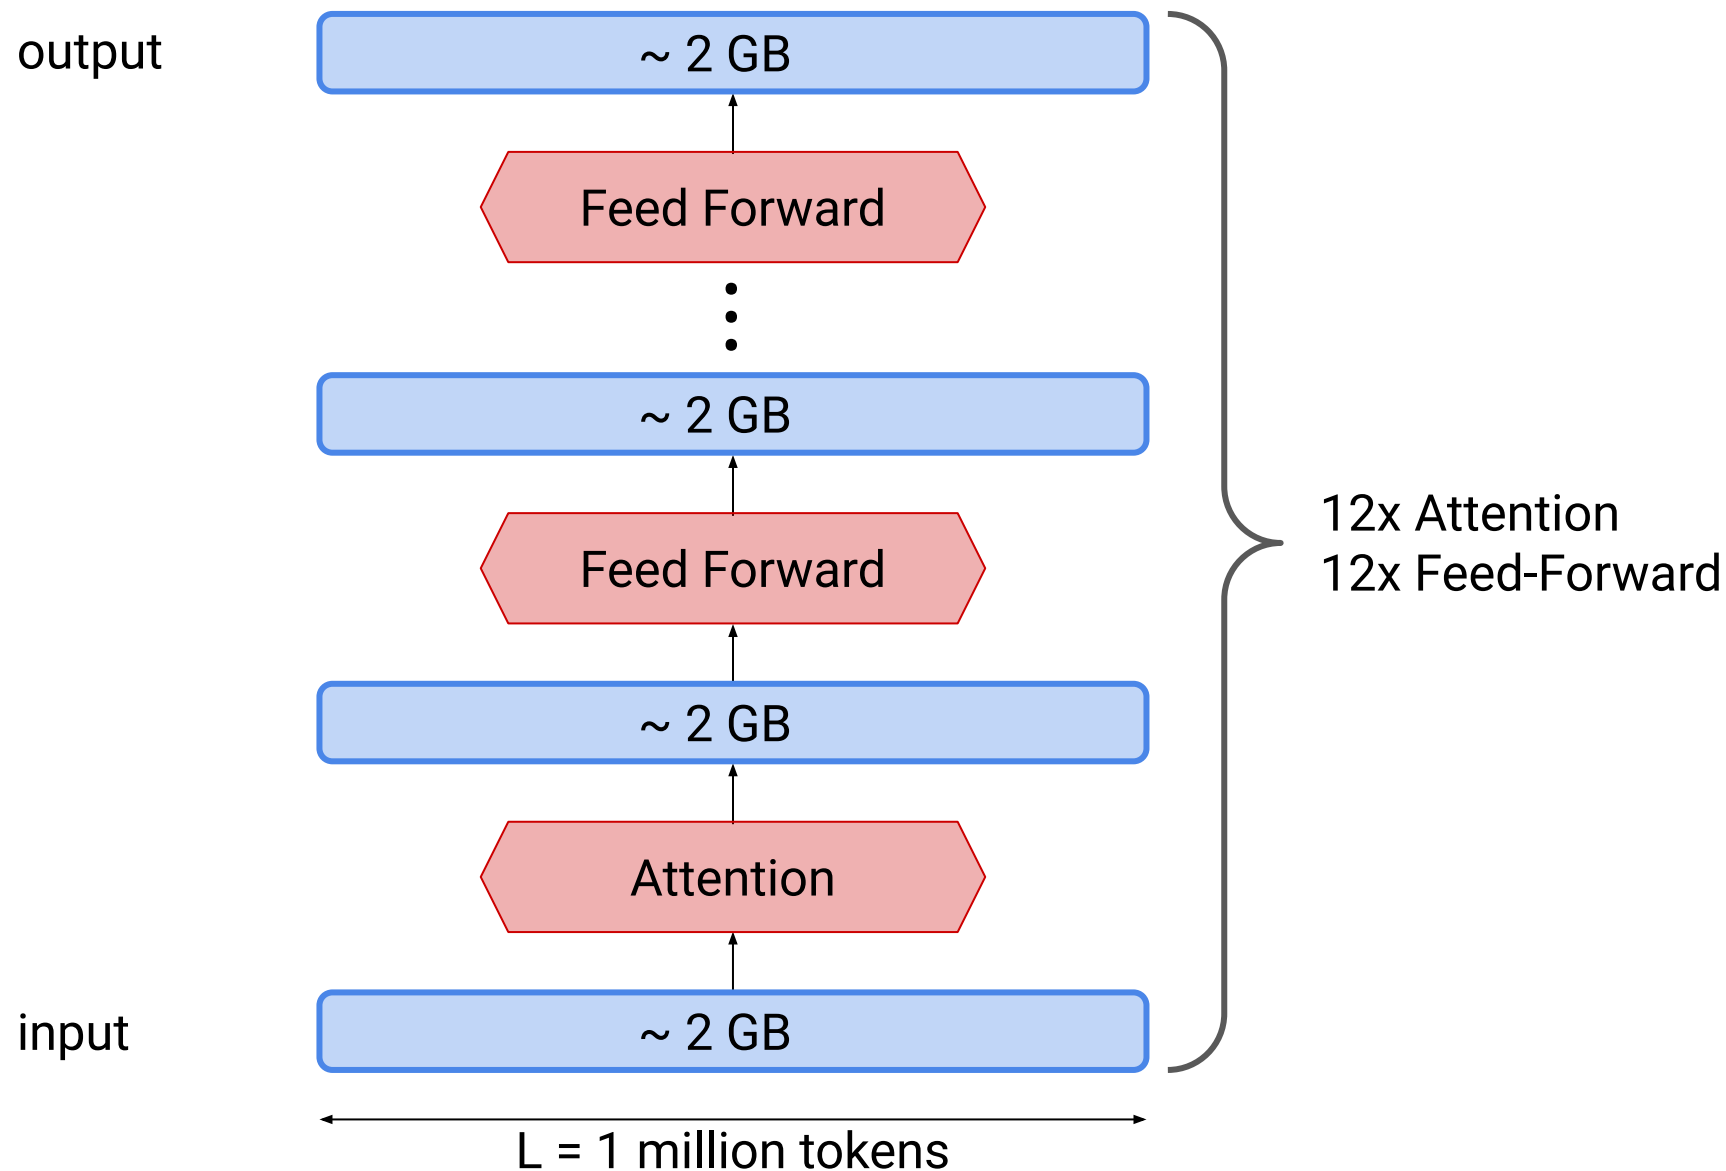 output
~ 2 GB
Feed Forward
~ 2 GB
Feed Forward
12x Attention
12x Feed-Forward
~ 2 GB
Attention
input
~ 2 GB
L = 1 million tokens